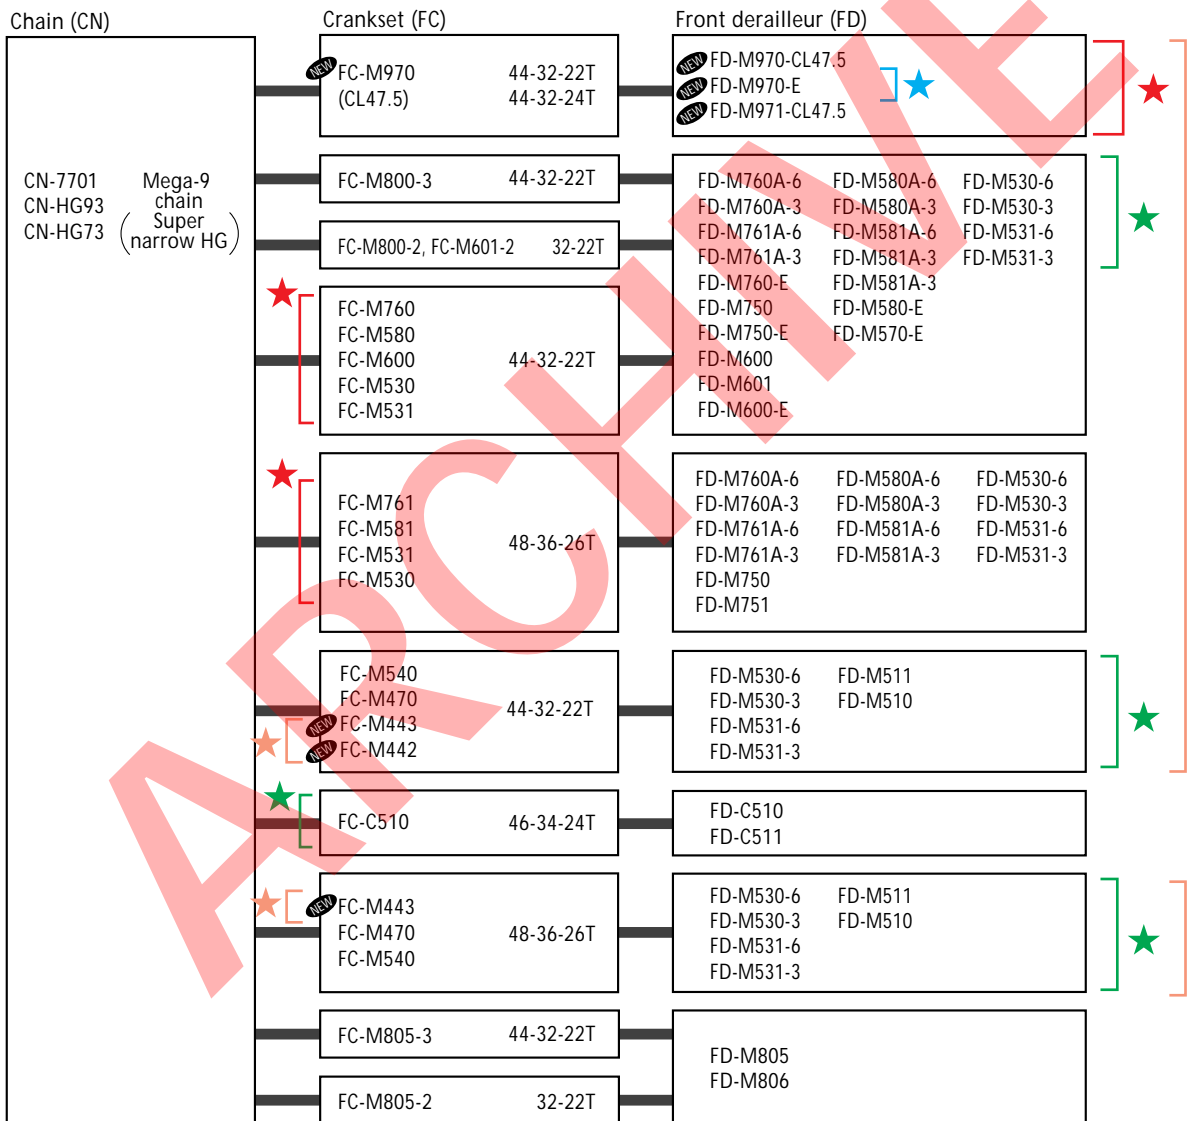 Chain (CN)
Crankset (FC)
Front derailleur (FD)
CN-7701
CN-HG93
CN-HG73
Mega-9
chain
(Super
narrow HG)
NEW FC-M970 44-32-22T
(CL47.5) 44-32-24T
NEW FD-M970-CL47.5
NEW FD-M970-E
NEW FD-M971-CL47.5
FC-M800-3 44-32-22T
FC-M800-2, FC-M601-2 32-22T
FC-M760
FC-M580
FC-M600 44-32-22T
FC-M530
FC-M531
FD-M760A-6 FD-M580A-6 FD-M530-6
FD-M760A-3 FD-M580A-3 FD-M530-3
FD-M761A-6 FD-M581A-6 FD-M531-6
FD-M761A-3 FD-M581A-3 FD-M531-3
FD-M760-E FD-M581A-3
FD-M750 FD-M580-E
FD-M750-E FD-M570-E
FD-M600
FD-M601
FD-M600-E
FC-M761
FC-M581
FC-M531 48-36-26T
FC-M530
FD-M760A-6 FD-M580A-6 FD-M530-6
FD-M760A-3 FD-M580A-3 FD-M530-3
FD-M761A-6 FD-M581A-6 FD-M531-6
FD-M761A-3 FD-M581A-3 FD-M531-3
FD-M750
FD-M751
FC-M540
FC-M470 44-32-22T
NEW FC-M443
NEW FC-M442
FD-M530-6 FD-M511
FD-M530-3 FD-M510
FD-M531-6
FD-M531-3
FC-C510 46-34-24T
FD-C510
FD-C511
NEW FC-M443
FC-M470 48-36-26T
FC-M540
FD-M530-6 FD-M511
FD-M530-3 FD-M510
FD-M531-6
FD-M531-3
FC-M805-3 44-32-22T
FC-M805-2 32-22T
FD-M805
FD-M806
ARCHIVE